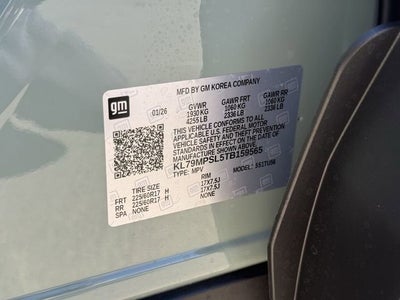 gm
MFD BY GM KOREA COMPANY
01/26 GVWR GAWR FRT GAWR RR
1930 KG 1060 KG 1060 KG
4255 LB 2336 LB 2336 LB
THIS VEHICLE CONFORMS TO ALL
APPLICABLE U.S. FEDERAL MOTOR
VEHICLE SAFETY AND THEFT PREVENTION
STANDARDS IN EFFECT ON THE DATE OF
MANUFACTURE SHOWN ABOVE.
KL79MPSL5TB159565
TYPE: MPV MODEL:
TIRE SIZE RIM
FRT 225/60R17 H 17X7.5J
RR 225/60R17 H 17X7.5J
SPA NONE NONE